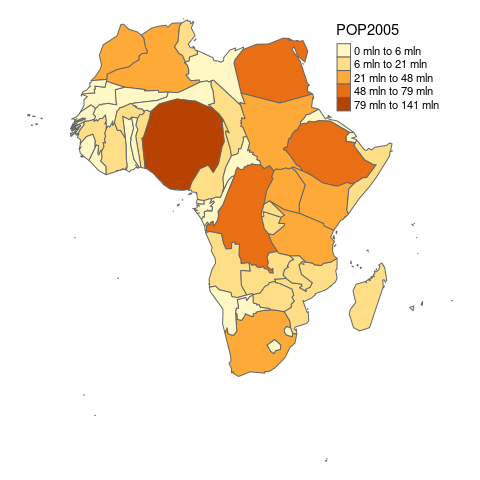 POP2005
0 mln to 6 mln
6 mln to 21 mln
21 mln to 48 mln
48 mln to 79 mln
79 mln to 141 mln